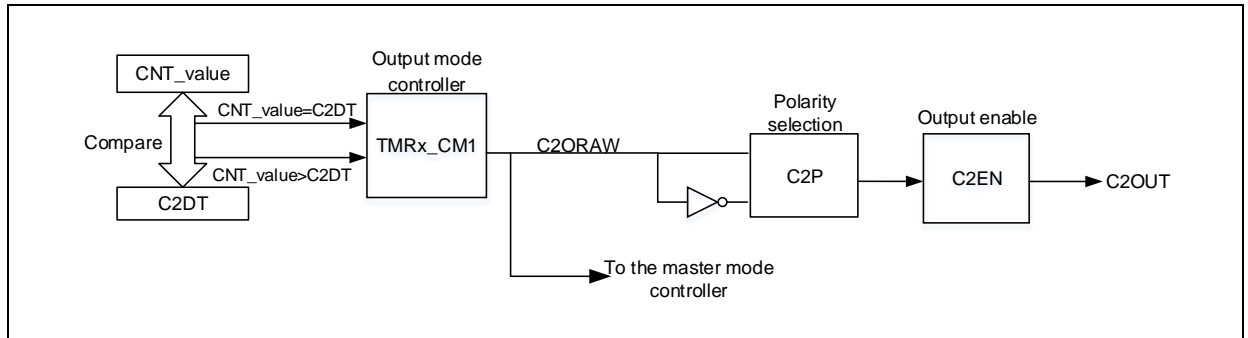 CNT_value
Compare
C2DT
CNT_value=C2DT
CNT_value>C2DT
Output mode
controller
TMRx_CM1
C2ORAW
To the master mode
controller
Polarity
selection
C2P
Output enable
C2EN
C2OUT